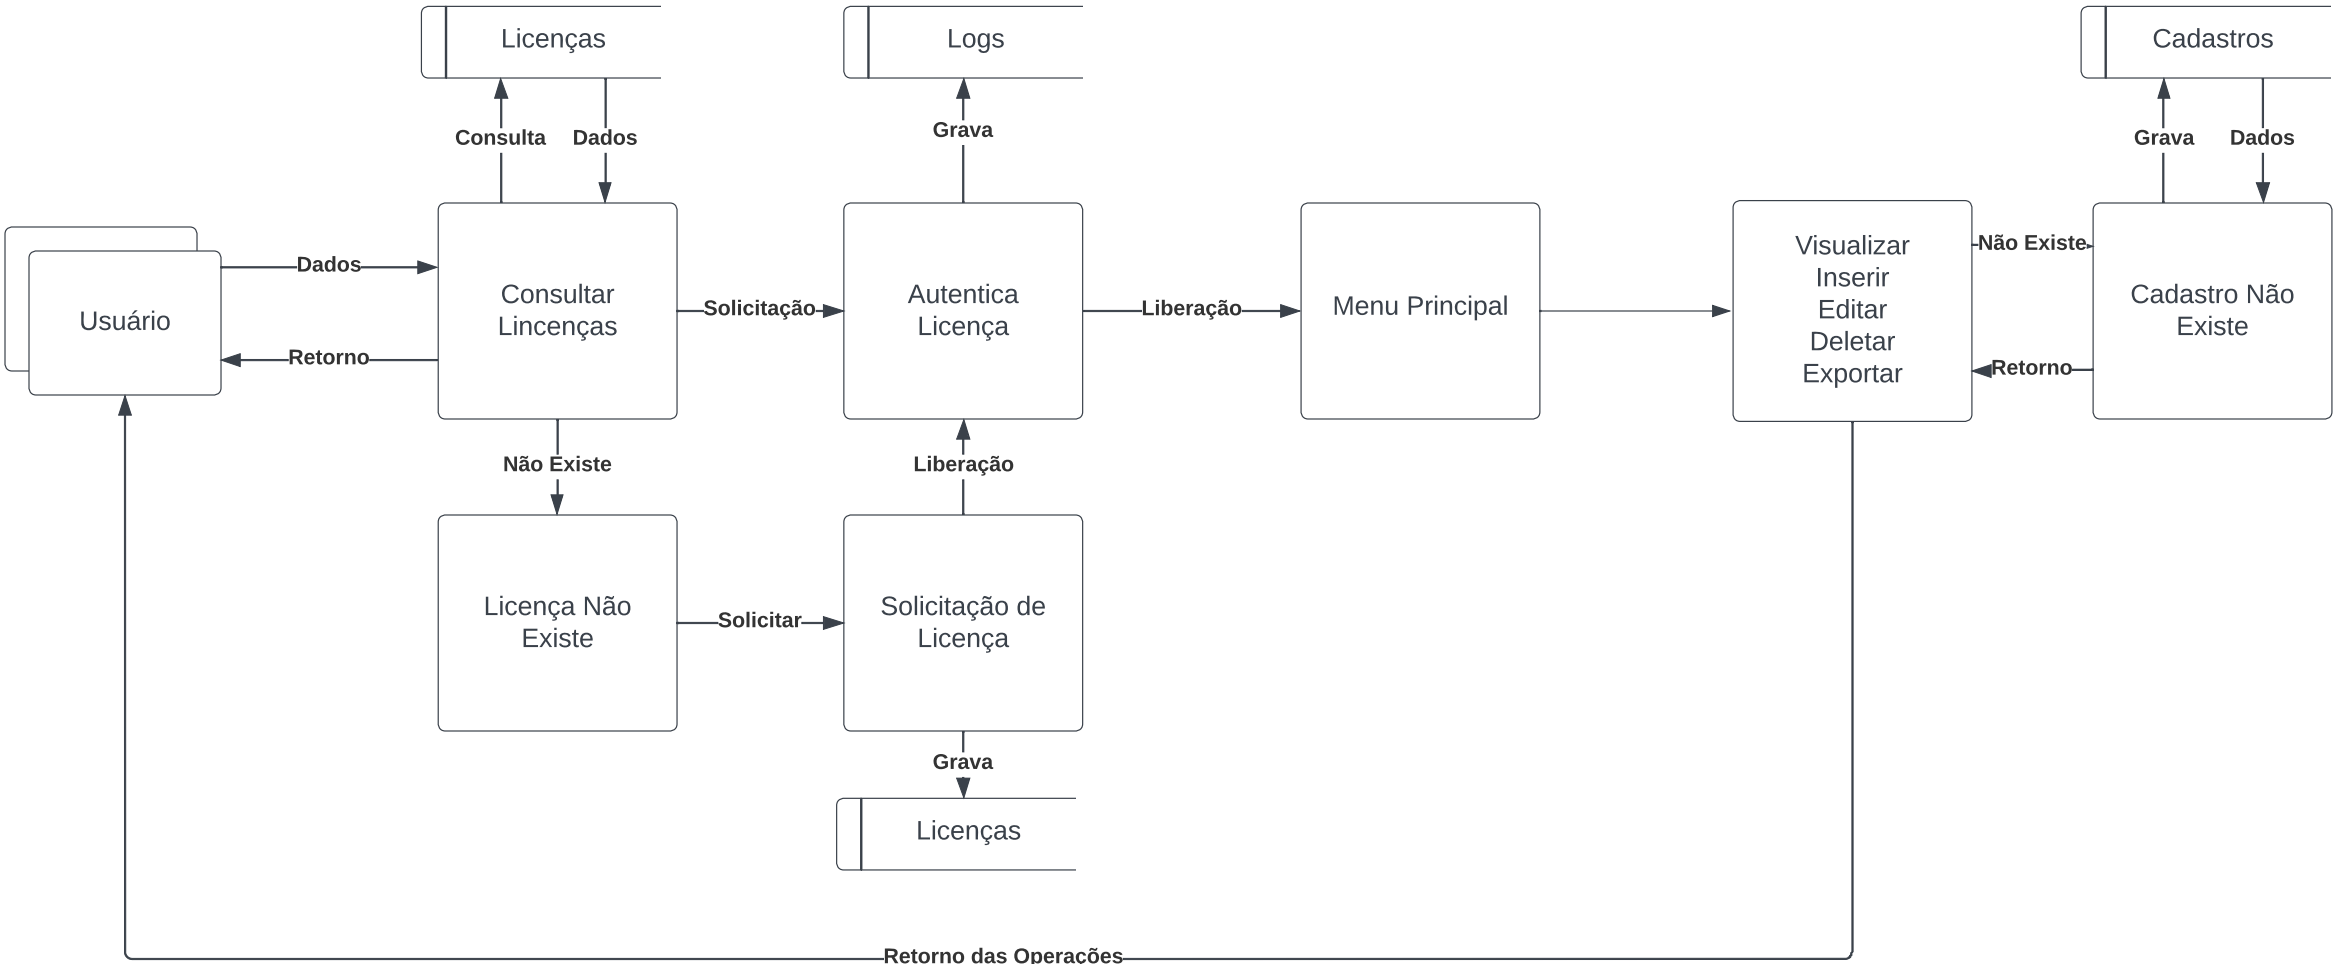 Licenças
Logs
Cadastros
Consulta
Dados
Grava
Grava
Dados
Usuário
Dados
Retorno
Consultar
Lincenças
Solicitação
Autentica
Licença
Liberação
Menu Principal
Visualizar
Inserir
Editar
Deletar
Exportar
Não Existe
Retorno
Cadastro Não
Existe
Não Existe
Liberação
Licença Não
Existe
Solicitar
Solicitação de
Licença
Grava
Licenças
Retorno das Operações